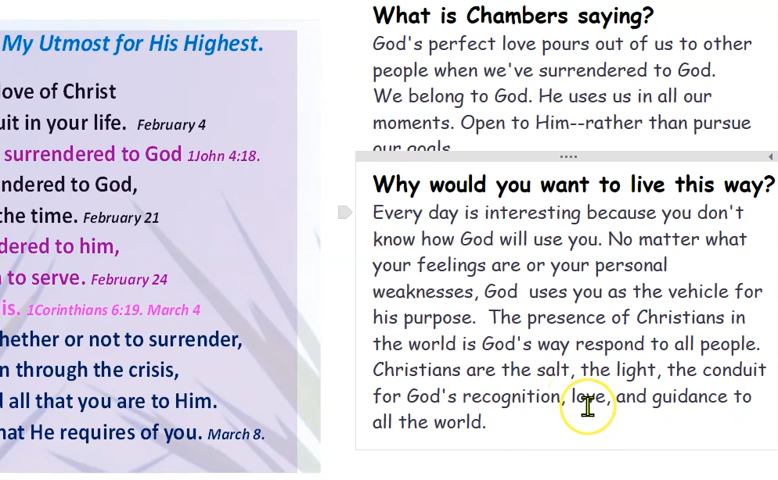 My Utmost for His Highest.
love of Christ
uit in your life. February 4
surrendered to God 1John 4:18.
ndered to God,
the time. February 21
dered to him,
n to serve. February 24
is. 1Corinthians 6:19. March 4
hether or not to surrender,
n through the crisis,
d all that you are to Him.
hat He requires of you. March 8.
What is Chambers saying?
God's perfect love pours out of us to other
people when we've surrendered to God.
We belong to God. He uses us in all our
moments. Open to Him--rather than pursue
our goals
Why would you want to live this way?
Every day is interesting because you don't
know how God will use you. No matter what
your feelings are or your personal
weaknesses, God  uses you as the vehicle for
his purpose.  The presence of Christians in
the world is God's way respond to all people.
Christians are the salt, the light, the conduit
for God's recognition, love, and guidance to
all the world.